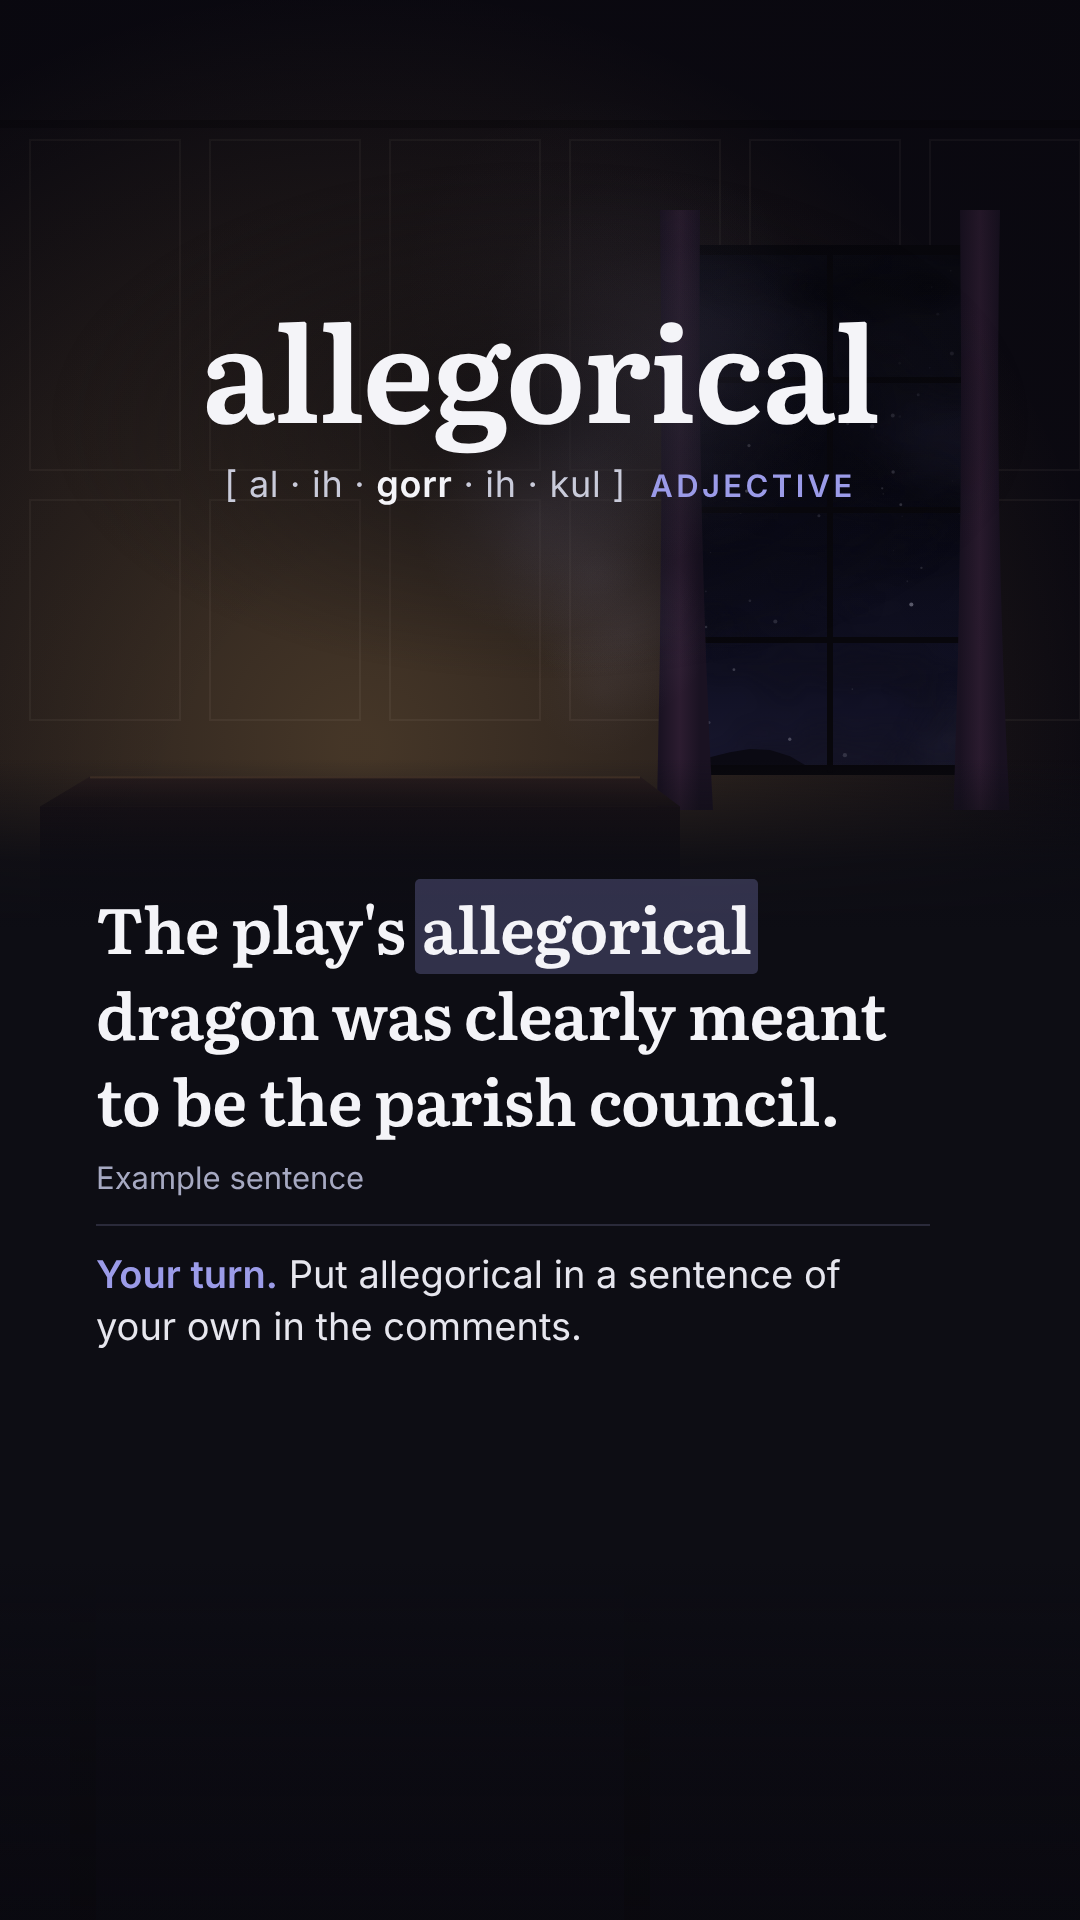 allegorical
[ al · ih · gorr · ih · kul ] ADJECTIVE
The play's allegorical
dragon was clearly meant
to be the parish council.
Example sentence
Your turn. Put allegorical in a sentence of
your own in the comments.